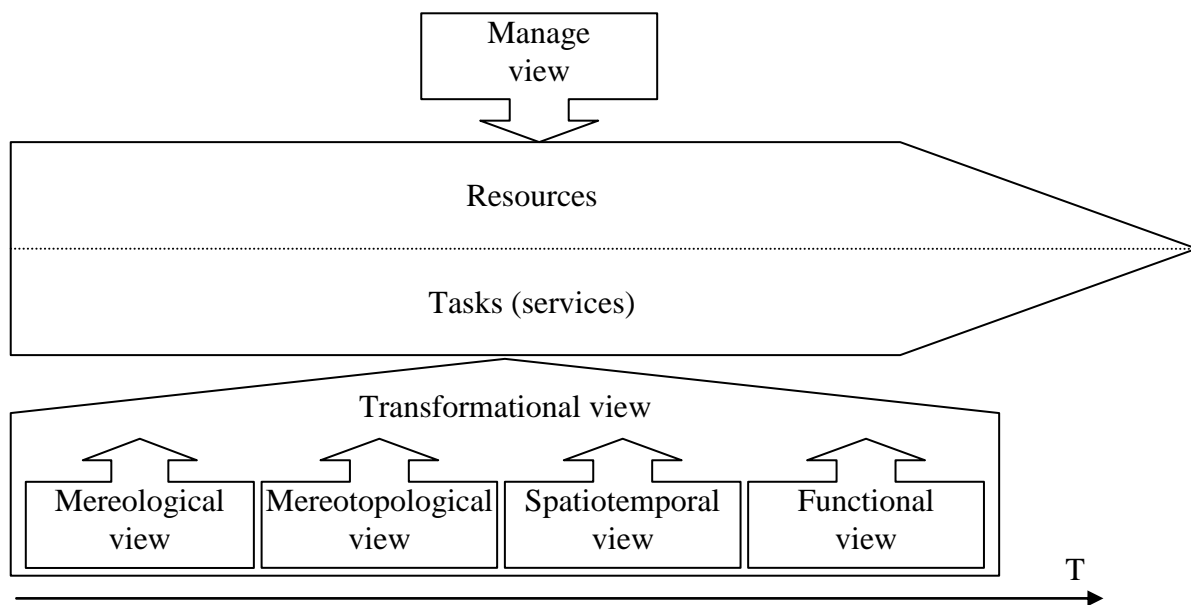 Manage
view
Resources
Tasks (services)
Transformational view
Mereological
view
Mereotopological
view
Spatiotemporal
view
Functional
view
T